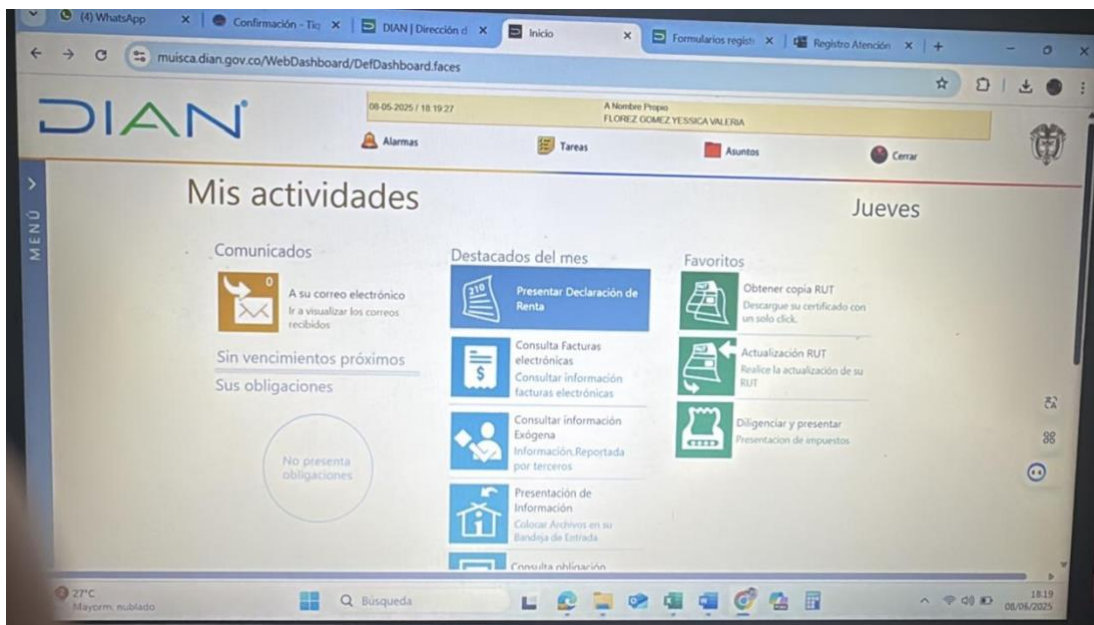 (4) WhatsApp
Confirmación - Tiq
DIAN | Dirección d
Inicio
Formularios regist
Registro Atención
muisca.dian.gov.co/WebDashboard/DefDashboard.faces
DIAN
08-05-2025 / 18:19:27
A Nombre Propio
FLOREZ GOMEZ YESSICA VALERIA
Alarmas
Tareas
Asuntos
Cerrar
MENÚ
Mis actividades
Jueves
Comunicados
0
A su correo electrónico
Ir a visualizar los correos
recibidos
Sin vencimientos próximos
Sus obligaciones
No presenta
obligaciones
Destacados del mes
210
Presentar Declaración de
Renta
$
Consulta Facturas
electrónicas
Consultar información
facturas electrónicas
Consultar información
Exógena
Información Reportada
por terceros
Presentación de
Información
Colocar Archivos en su
Bandeja de Entrada
Consulta obligación
Favoritos
Obtener copia RUT
Descargue su certificado con
un solo click.
Actualización RUT
Realice la actualización de su
RUT
Diligenciar y presentar
Presentacion de impuestos
27°C
Mayorm. nublado
Búsqueda
18:19
08/05/2025